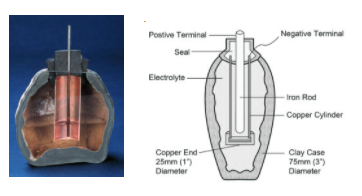 Postive Terminal
Negative Terminal
Seal
Electrolyte
Iron Rod
Copper Cylinder
Copper End
25mm (1")
Diameter
Clay Case
75mm (3")
Diameter